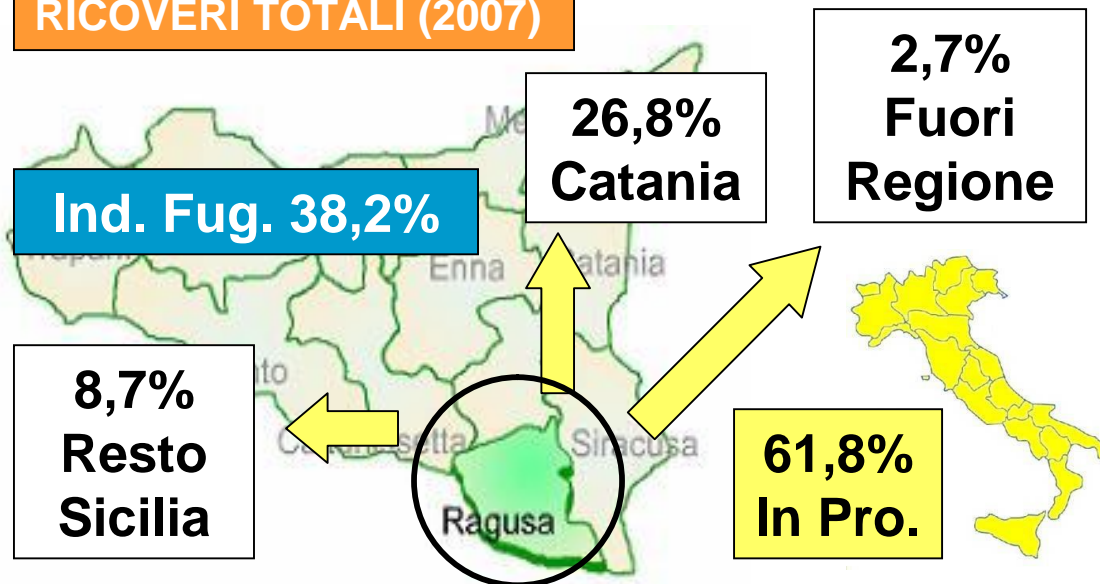 RICOVERI TOTALI (2007)
2,7%
Fuori
Regione
26,8%
Catania
Ind. Fug. 38,2%
Enna
8,7%
Resto
Sicilia
Siracusa
Ragusa
61,8%
In Pro.